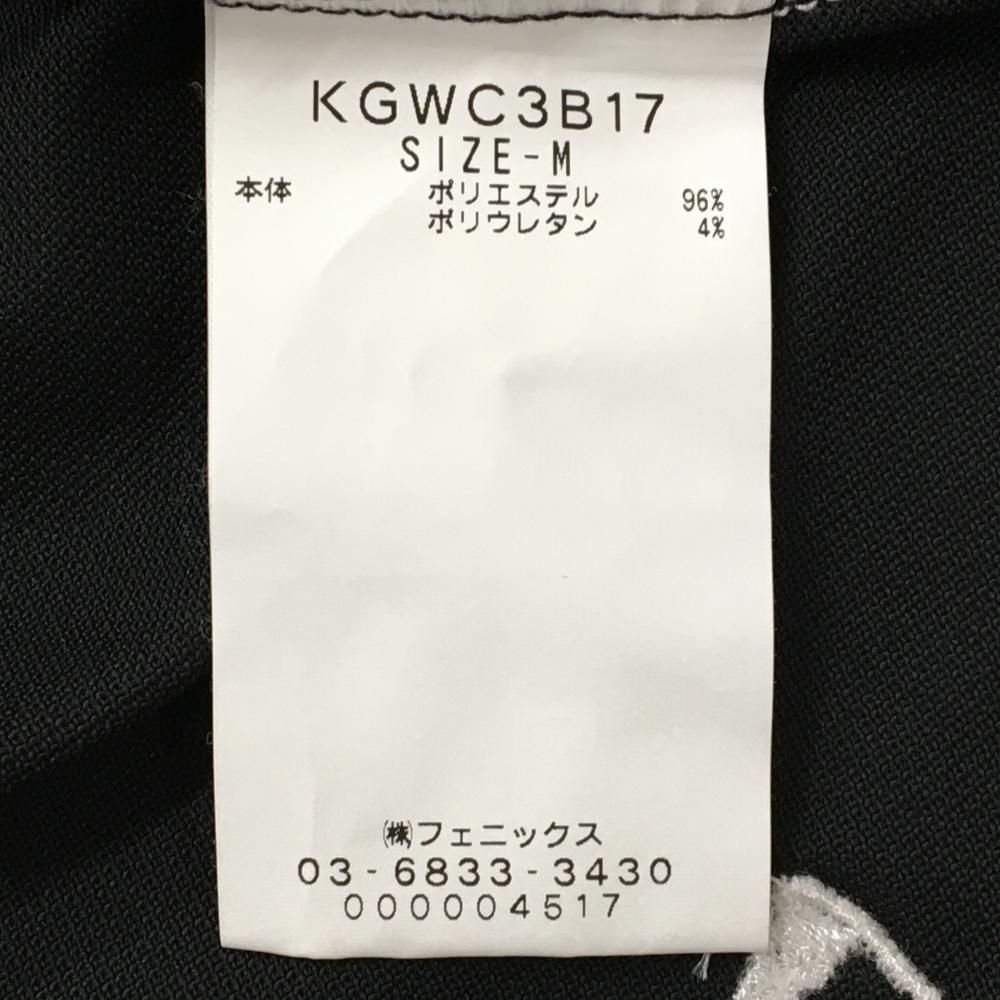 KGWC3B17
SIZE-M
本体 ポリエステル 96%
ポリウレタン 4%
㈱フェニックス
03-6833-3430
000004517